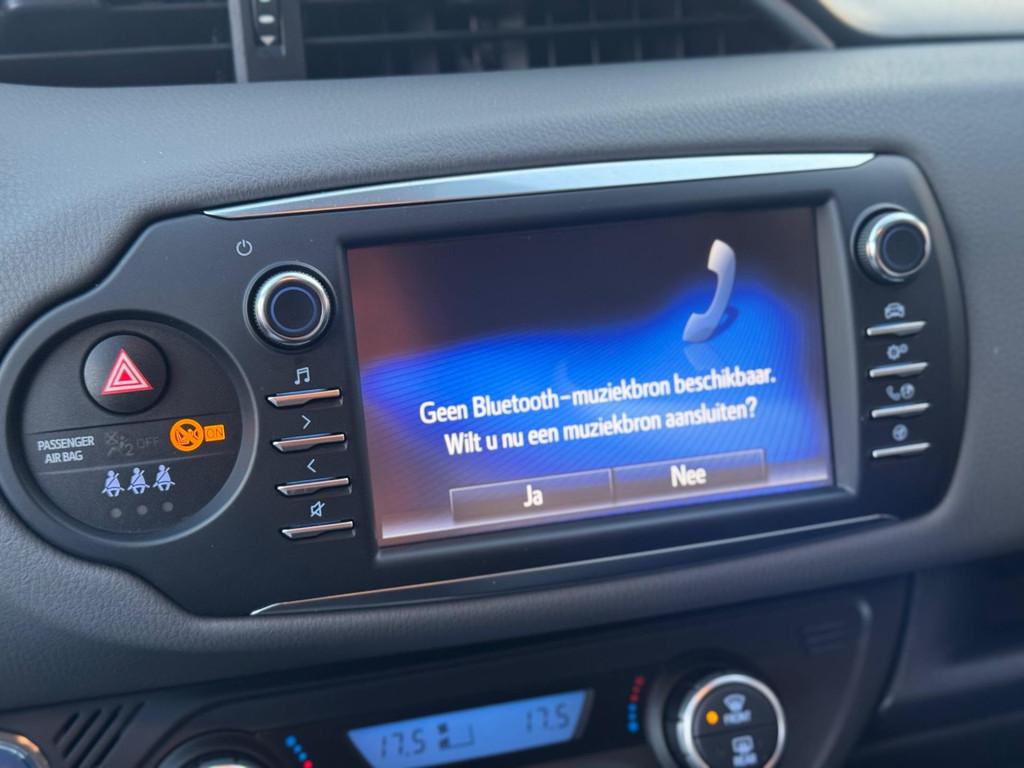 Geen Bluetooth-muziekbron beschikbaar.
Wilt u nu een muziekbron aansluiten?
Ja
Nee
PASSENGER
AIR BAG
2 OFF
ON
17.5
17.5
FRONT
REAR